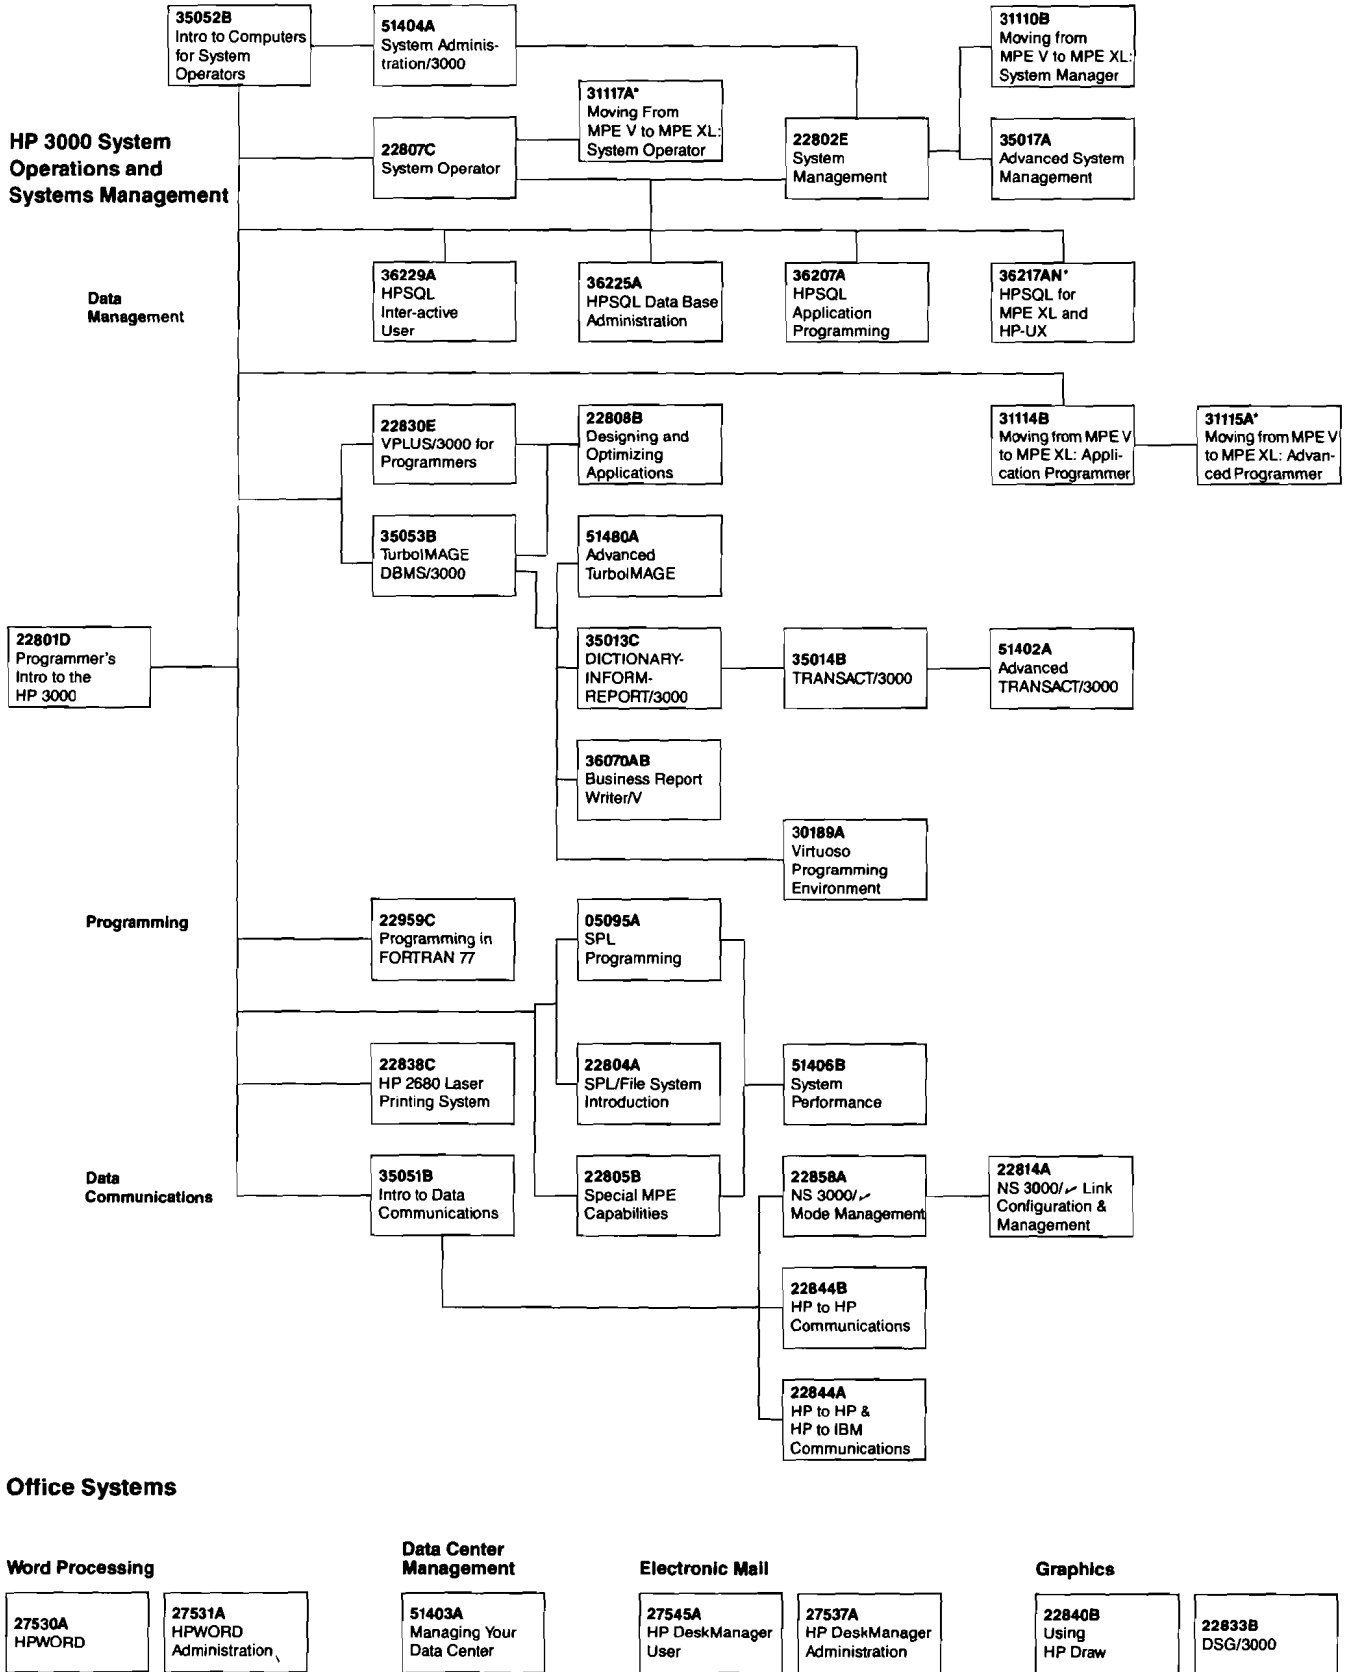 35052B
Intro to Computers
for System
Operators
51404A
System Adminis-
tration/3000
31110B
Moving from
MPE V to MPE XL:
System Manager
31117A*
Moving From
MPE V to MPE XL:
System Operator
HP 3000 System
Operations and
Systems Management
22807C
System Operator
22802E
System
Management
35017A
Advanced System
Management
Data
Management
36229A
HPSQL
Inter-active
User
36225A
HPSQL Data Base
Administration
36207A
HPSQL
Application
Programming
36217AN*
HPSQL for
MPE XL and
HP-UX
22830E
VPLUS/3000 for
Programmers
22808B
Designing and
Optimizing
Applications
31114B
Moving from MPE V
to MPE XL: Appli-
cation Programmer
31115A*
Moving from MPE V
to MPE XL: Advan-
ced Programmer
35053B
TurboIMAGE
DBMS/3000
51480A
Advanced
TurboIMAGE
22801D
Programmer's
Intro to the
HP 3000
35013C
DICTIONARY-
INFORM-
REPORT/3000
35014B
TRANSACT/3000
51402A
Advanced
TRANSACT/3000
36070AB
Business Report
Writer/V
30189A
Virtuoso
Programming
Environment
Programming
22959C
Programming in
FORTRAN 77
05095A
SPL
Programming
22838C
HP 2680 Laser
Printing System
22804A
SPL/File System
Introduction
51406B
System
Performance
Data
Communications
35051B
Intro to Data
Communications
22805B
Special MPE
Capabilities
22858A
NS 3000/
Mode Management
22814A
NS 3000/ Link
Configuration &
Management
22844B
HP to HP
Communications
22844A
HP to HP &
HP to IBM
Communications
Office Systems
Word Processing
27530A
HPWORD
27531A
HPWORD
Administration
Data Center
Management
51403A
Managing Your
Data Center
Electronic Mail
27545A
HP DeskManager
User
27537A
HP DeskManager
Administration
Graphics
22840B
Using
HP Draw
22833B
DSG/3000